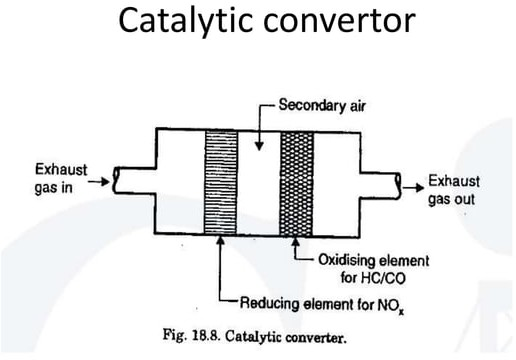 Catalytic convertor
Secondary air
Exhaust
gas in
Exhaust
gas out
Oxidising element
for HC/CO
Reducing element for NOₓ
Fig. 18.8. Catalytic converter.